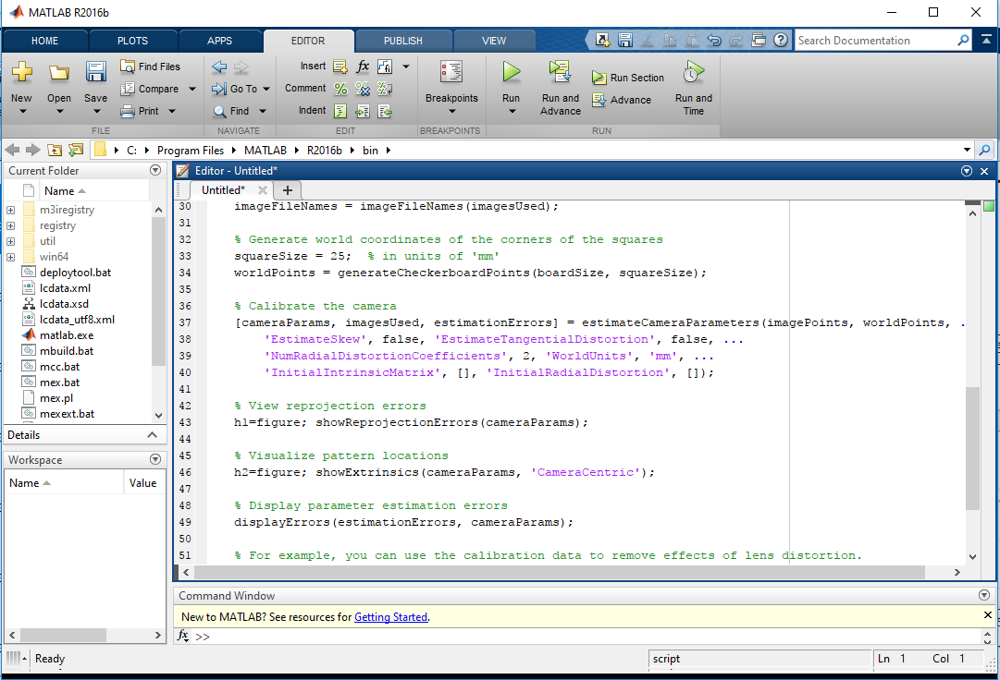 MATLAB R2016b
HOME PLOTS APPS EDITOR PUBLISH VIEW Search Documentation
New Open Save Find Files Compare Print
Go To Find
Insert fx Comment Indent
Breakpoints
Run Run and Advance Run Section Advance Run and Time
FILE NAVIGATE EDIT BREAKPOINTS RUN
C: Program Files MATLAB R2016b bin
Current Folder
Name
m3iregistry
registry
util
win64
deploytool.bat
lcdata.xml
lcdata.xsd
lcdata_utf8.xml
matlab.exe
mbuild.bat
mcc.bat
mex.bat
mex.pl
mexext.bat
Details
Workspace
Name Value
Editor - Untitled*
Untitled*
30 imageFileNames = imageFileNames(imagesUsed);
31
32 % Generate world coordinates of the corners of the squares
33 squareSize = 25;  % in units of 'mm'
34 worldPoints = generateCheckerboardPoints(boardSize, squareSize);
35
36 % Calibrate the camera
37 [cameraParams, imagesUsed, estimationErrors] = estimateCameraParameters(imagePoints, worldPoints, .
38 'EstimateSkew', false, 'EstimateTangentialDistortion', false, ...
39 'NumRadialDistortionCoefficients', 2, 'WorldUnits', 'mm', ...
40 'InitialIntrinsicMatrix', [], 'InitialRadialDistortion', []);
41
42 % View reprojection errors
43 h1=figure; showReprojectionErrors(cameraParams);
44
45 % Visualize pattern locations
46 h2=figure; showExtrinsics(cameraParams, 'CameraCentric');
47
48 % Display parameter estimation errors
49 displayErrors(estimationErrors, cameraParams);
50
51 % For example, you can use the calibration data to remove effects of lens distortion.
Command Window
New to MATLAB? See resources for Getting Started.
fx >>
Ready
script
Ln 1 Col 1